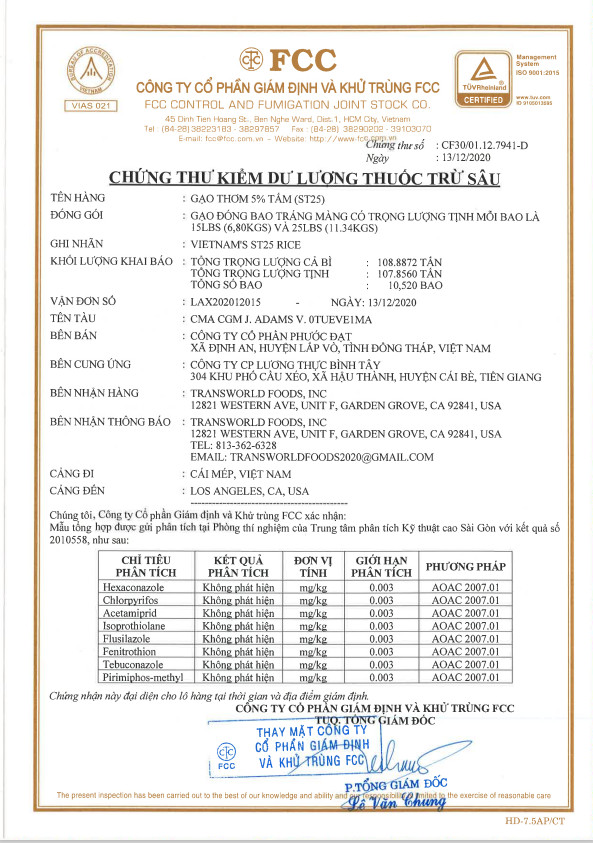 BUREAU OF ACCREDITATION
VIETNAM
VIAS 021
FCC
CÔNG TY CỔ PHẦN GIÁM ĐỊNH VÀ KHỬ TRÙNG FCC
FCC CONTROL AND FUMIGATION JOINT STOCK CO.
45 Dinh Tien Hoang St., Ben Nghe Ward, Dist.1, HCM City, Vietnam
Tel : (84-28)38223183 - 38297857 Fax : (84-28) 38290202 - 39103070
E-mail: fcc@fcc.com.vn - Website: http://www.fcc.com.vn
TÜVRheinland
CERTIFIED
Management
System
ISO 9001:2015
www.tuv.com
ID 9105013595
Chứng thư số : CF30/01.12.7941-D
Ngày : 13/12/2020
CHỨNG THƯ KIỂM DƯ LƯỢNG THUỐC TRỪ SÂU
TÊN HÀNG : GẠO THƠM 5% TẤM (ST25)
ĐÓNG GÓI : GẠO ĐÓNG BAO TRÁNG MÀNG CÓ TRỌNG LƯỢNG TỊNH MỖI BAO LÀ
15LBS (6,80KGS) VÀ 25LBS (11.34KGS)
GHI NHÃN : VIETNAM'S ST25 RICE
KHỐI LƯỢNG KHAI BÁO : TỔNG TRỌNG LƯỢNG CẢ BÌ : 108.8872 TẤN
TỔNG TRỌNG LƯỢNG TỊNH : 107.8560 TẤN
TỔNG SỐ BAO : 10,520 BAO
VẬN ĐƠN SỐ : LAX202012015 - NGÀY: 13/12/2020
TÊN TÀU : CMA CGM J. ADAMS V. 0TUEVE1MA
BÊN BÁN : CÔNG TY CỔ PHẦN PHƯỚC ĐẠT
XÃ ĐỊNH AN, HUYỆN LẤP VÒ, TỈNH ĐỒNG THÁP, VIỆT NAM
BÊN CUNG ỨNG : CÔNG TY CP LƯƠNG THỰC BÌNH TÂY
304 KHU PHỐ CẦU XÉO, XÃ HẬU THÀNH, HUYỆN CÁI BÈ, TIỀN GIANG
BÊN NHẬN HÀNG : TRANSWORLD FOODS, INC
12821 WESTERN AVE, UNIT F, GARDEN GROVE, CA 92841, USA
BÊN NHẬN THÔNG BÁO : TRANSWORLD FOODS, INC
12821 WESTERN AVE, UNIT F, GARDEN GROVE, CA 92841, USA
TEL: 813-362-6328
EMAIL: TRANSWORLDFOODS2020@GMAIL.COM
CẢNG ĐI : CÁI MÉP, VIỆT NAM
CẢNG ĐẾN : LOS ANGELES, CA, USA
Chúng tôi, Công ty Cổ phần Giám định và Khử trùng FCC xác nhận:
Mẫu tổng hợp được gửi phân tích tại Phòng thí nghiệm của Trung tâm phân tích Kỹ thuật cao Sài Gòn với kết quả số
2010558, như sau:
CHỈ TIÊU PHÂN TÍCH KẾT QUẢ PHÂN TÍCH ĐƠN VỊ TÍNH GIỚI HẠN PHÂN TÍCH PHƯƠNG PHÁP
Hexaconazole Không phát hiện mg/kg 0.003 AOAC 2007.01
Chlorpyrifos Không phát hiện mg/kg 0.003 AOAC 2007.01
Acetamiprid Không phát hiện mg/kg 0.003 AOAC 2007.01
Isoprothiolane Không phát hiện mg/kg 0.003 AOAC 2007.01
Flusilazole Không phát hiện mg/kg 0.003 AOAC 2007.01
Fenitrothion Không phát hiện mg/kg 0.003 AOAC 2007.01
Tebuconazole Không phát hiện mg/kg 0.003 AOAC 2007.01
Pirimiphos-methyl Không phát hiện mg/kg 0.003 AOAC 2007.01
Chứng nhận này đại diện cho lô hàng tại thời gian và địa điểm giám định.
CÔNG TY CỔ PHẦN GIÁM ĐỊNH VÀ KHỬ TRÙNG FCC
TUQ. TỔNG GIÁM ĐỐC
THAY MẶT CÔNG TY
CỔ PHẦN GIÁM ĐỊNH
VÀ KHỬ TRÙNG FCC
FCC
P.TỔNG GIÁM ĐỐC
Lê Văn Chung
The present inspection has been carried out to the best of our knowledge and ability and our responsibility is limited to the exercise of reasonable care
HD-7.5AP/CT